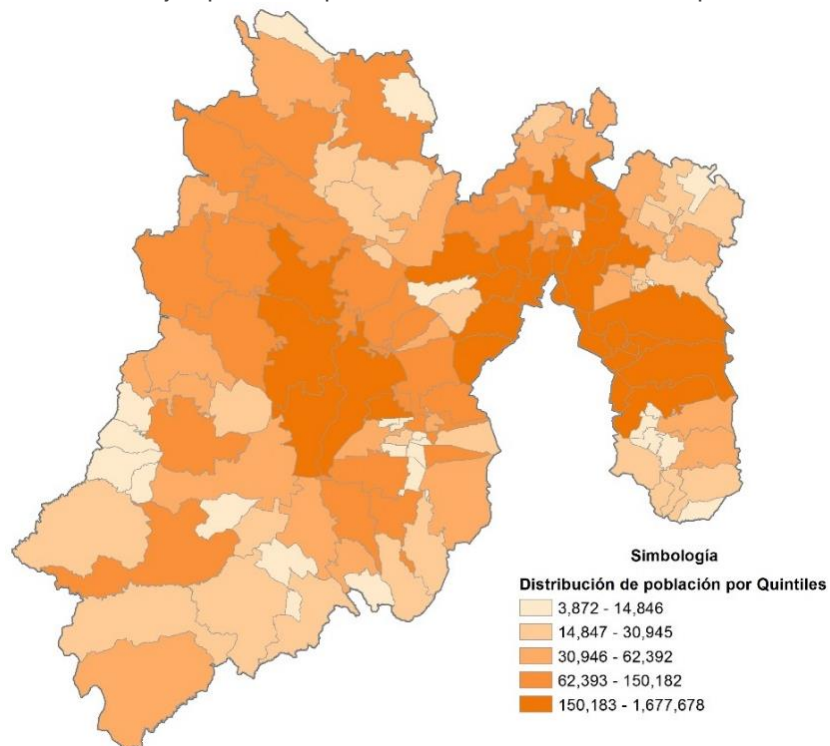 Simbología
Distribución de población por Quintiles
3,872 - 14,846
14,847 - 30,945
30,946 - 62,392
62,393 - 150,182
150,183 - 1,677,678